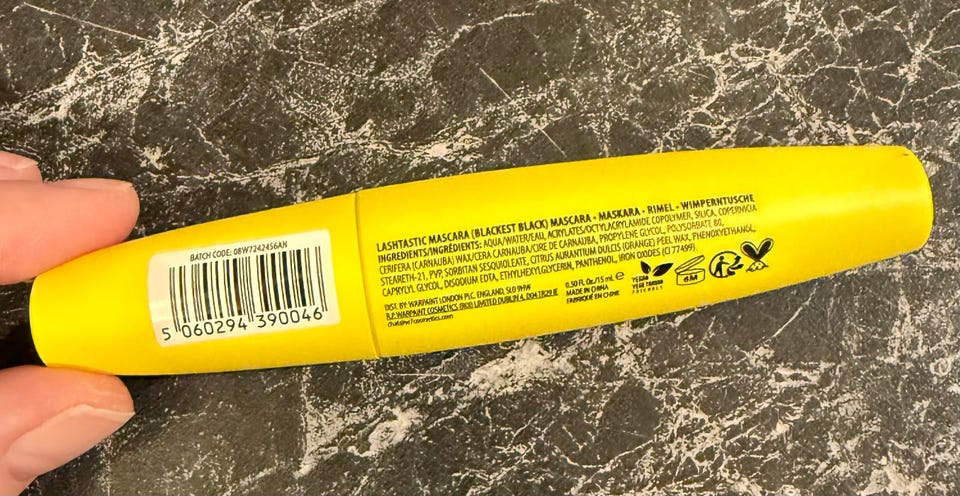 BATCH CODE: 08W7242456AN
5 060294 390046
LASHTASTIC MASCARA (BLACKEST BLACK) MASCARA • MASKARA • RIMEL • WIMPERNTUSCHE
INGREDIENTS/INGRÉDIENTS: AQUA/WATER/EAU, ACRYLATES/OCTYLACRYLAMIDE COPOLYMER, SILICA, COPERNICIA
CERIFERA (CARNAUBA) WAX/CERA CARNAUBA/CIRE DE CARNAUBA, PROPYLENE GLYCOL, POLYSORBATE 80,
STEARETH-21, PVP, SORBITAN SESQUIOLEATE, CITRUS AURANTIUM DULCIS (ORANGE) PEEL WAX, PHENOXYETHANOL,
CAPRYLYL GLYCOL, DISODIUM EDTA, ETHYLHEXYLGLYCERIN, PANTHENOL, IRON OXIDES (CI 77499).
DIST. BY: WARPAINT LONDON PLC. ENGLAND, SL0 9HW
R.P. WARPAINT COSMETICS (ROI) LIMITED DUBLIN 4, D04 TR29 IE
0.50 fl. Oz./15 ml e
MADE IN CHINA
FABRIQUÉ EN CHINE
VEGAN
VEGETARIAN
FRIENDLY
6M